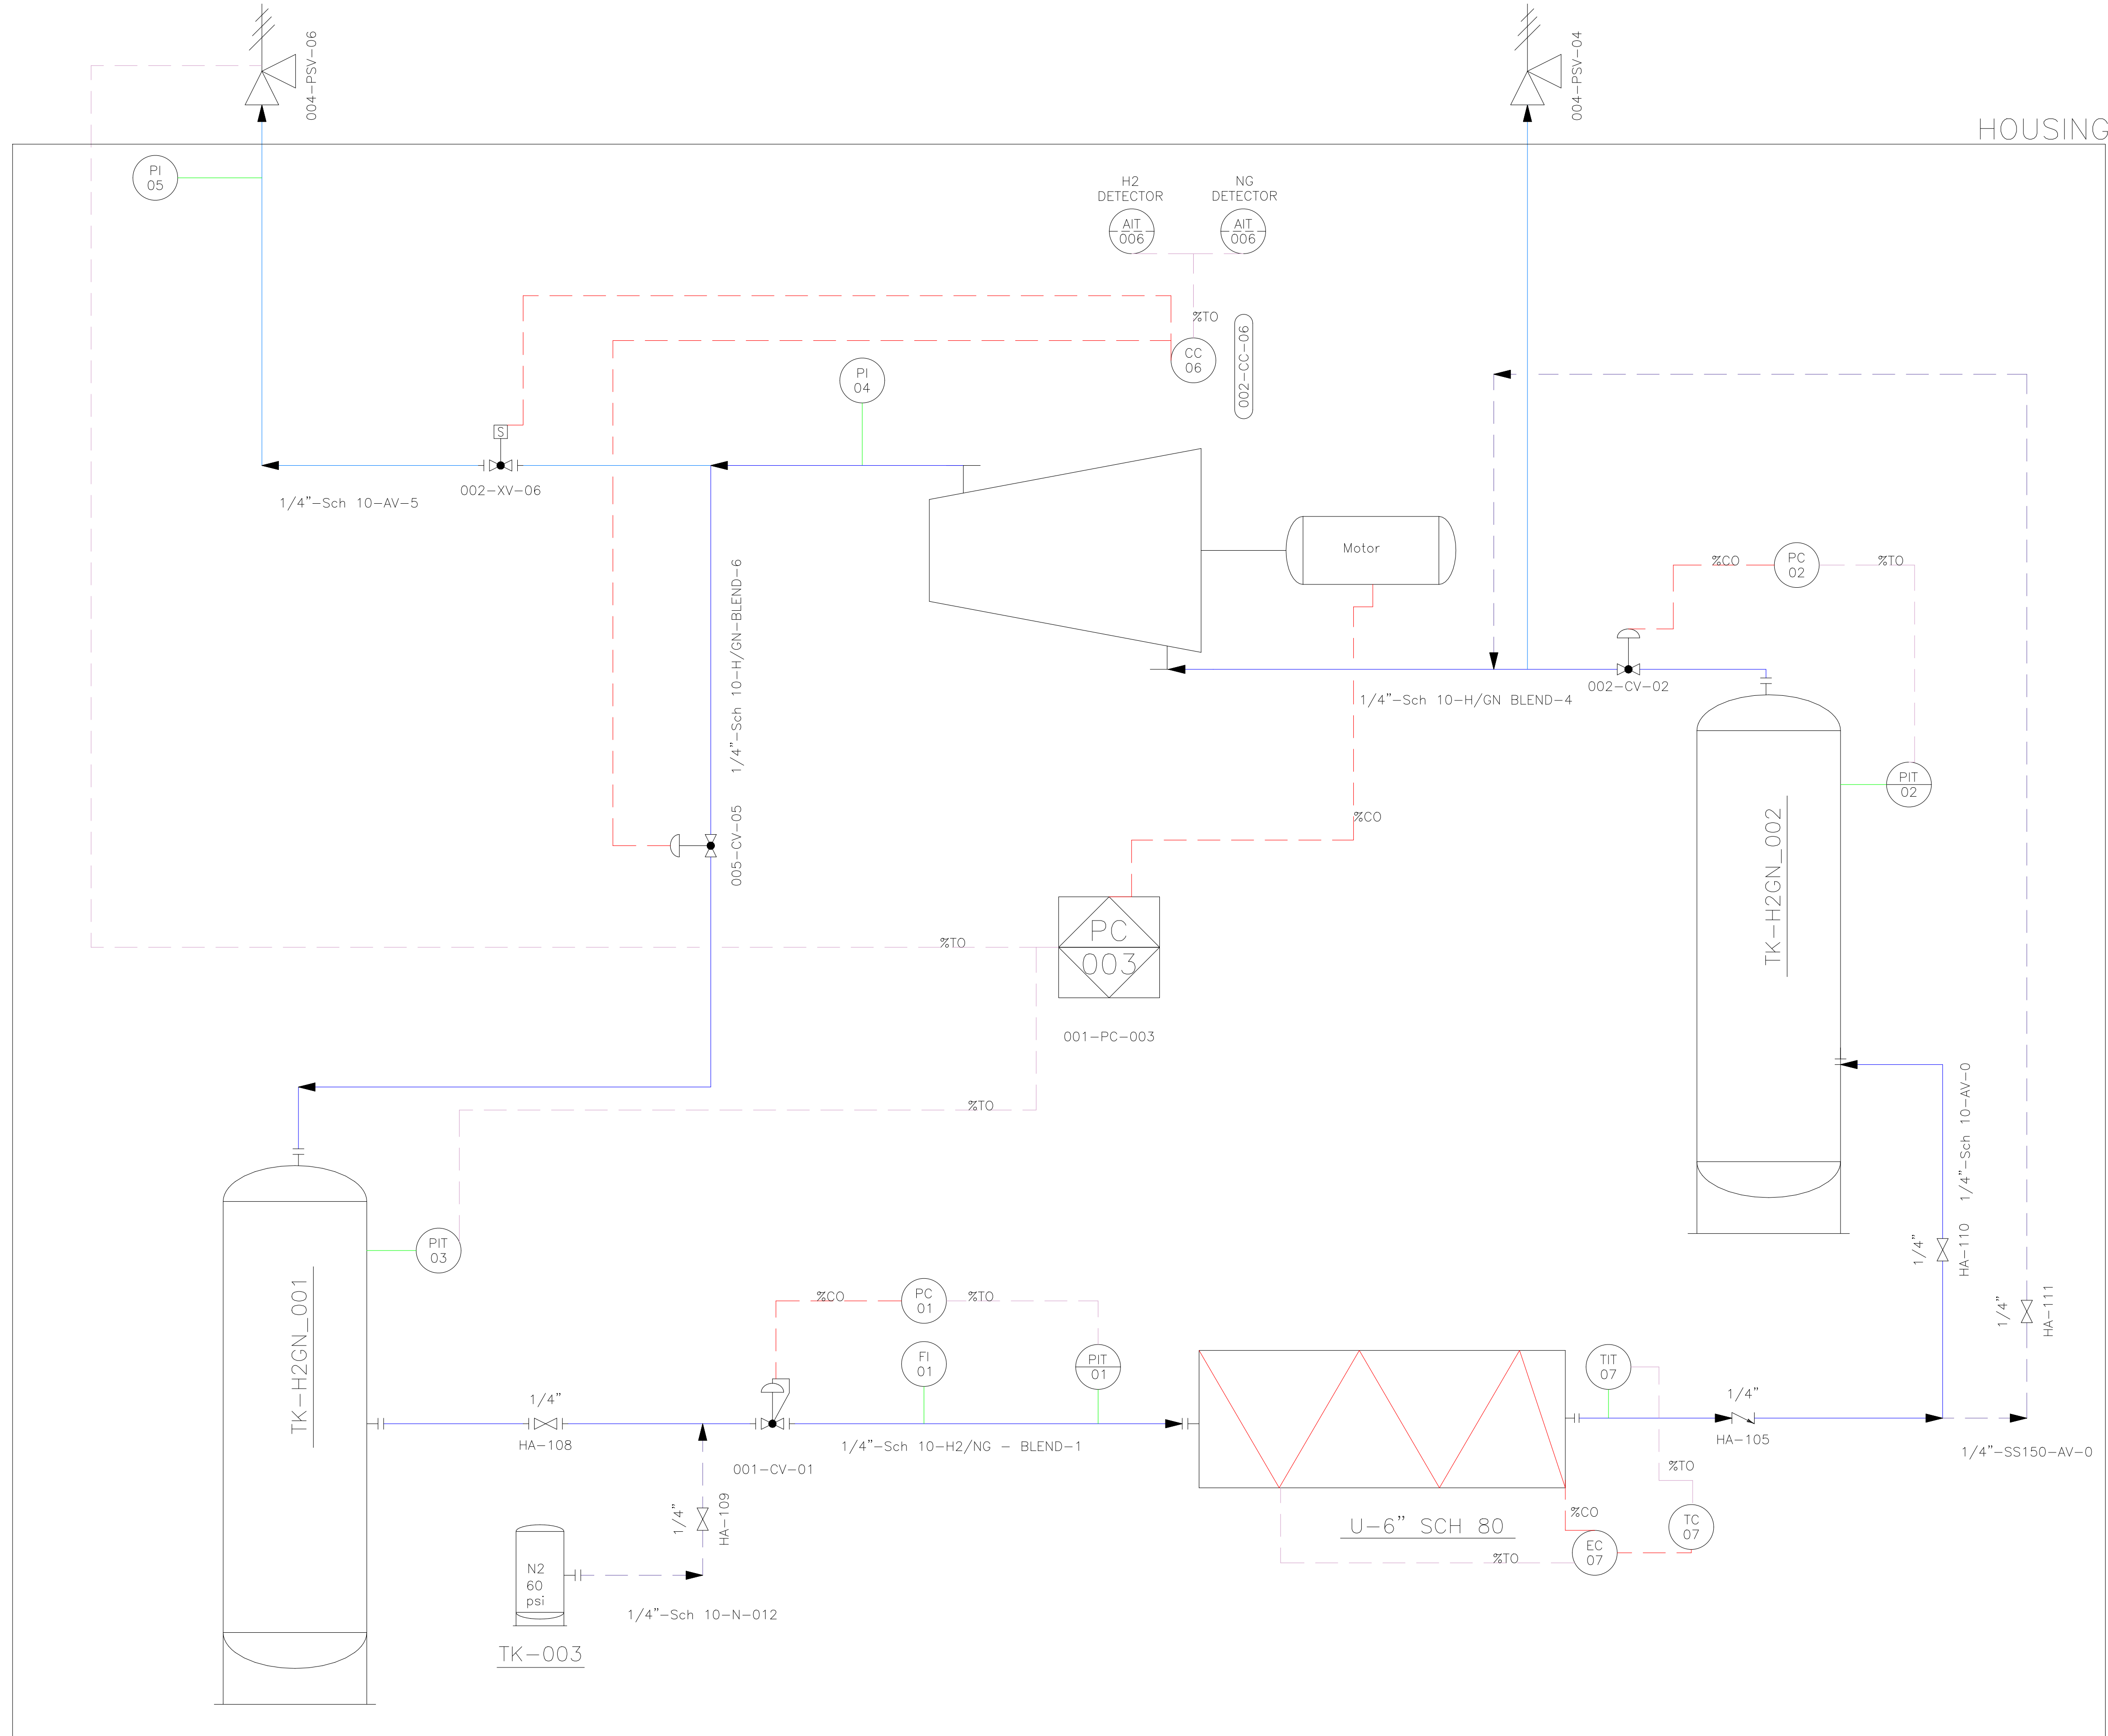 004-PSV-06
004-PSV-04
HOUSING
PI
05
H2
DETECTOR
NG
DETECTOR
AIT
006
AIT
006
%TO
CC
06
002-CC-06
PI
04
S
002-XV-06
1/4"-Sch 10-AV-5
Motor
%CO
PC
02
%TO
1/4"-Sch 10-H/GN-BLEND-6
002-CV-02
1/4"-Sch 10-H/GN BLEND-4
PIT
02
%CO
005-CV-05
TK-H2GN_002
PC
003
%TO
001-PC-003
%TO
1/4"-Sch 10-AV-0
PIT
03
1/4"
HA-110
TK-H2GN_001
%CO
PC
01
%TO
1/4"
HA-111
FI
01
PIT
01
TIT
07
1/4"
HA-108
1/4"
HA-105
1/4"-Sch 10-H2/NG - BLEND-1
1/4"-SS150-AV-0
001-CV-01
%TO
1/4"
HA-109
%CO
U-6" SCH 80
TC
07
EC
07
%TO
N2
60
psi
1/4"-Sch 10-N-012
TK-003